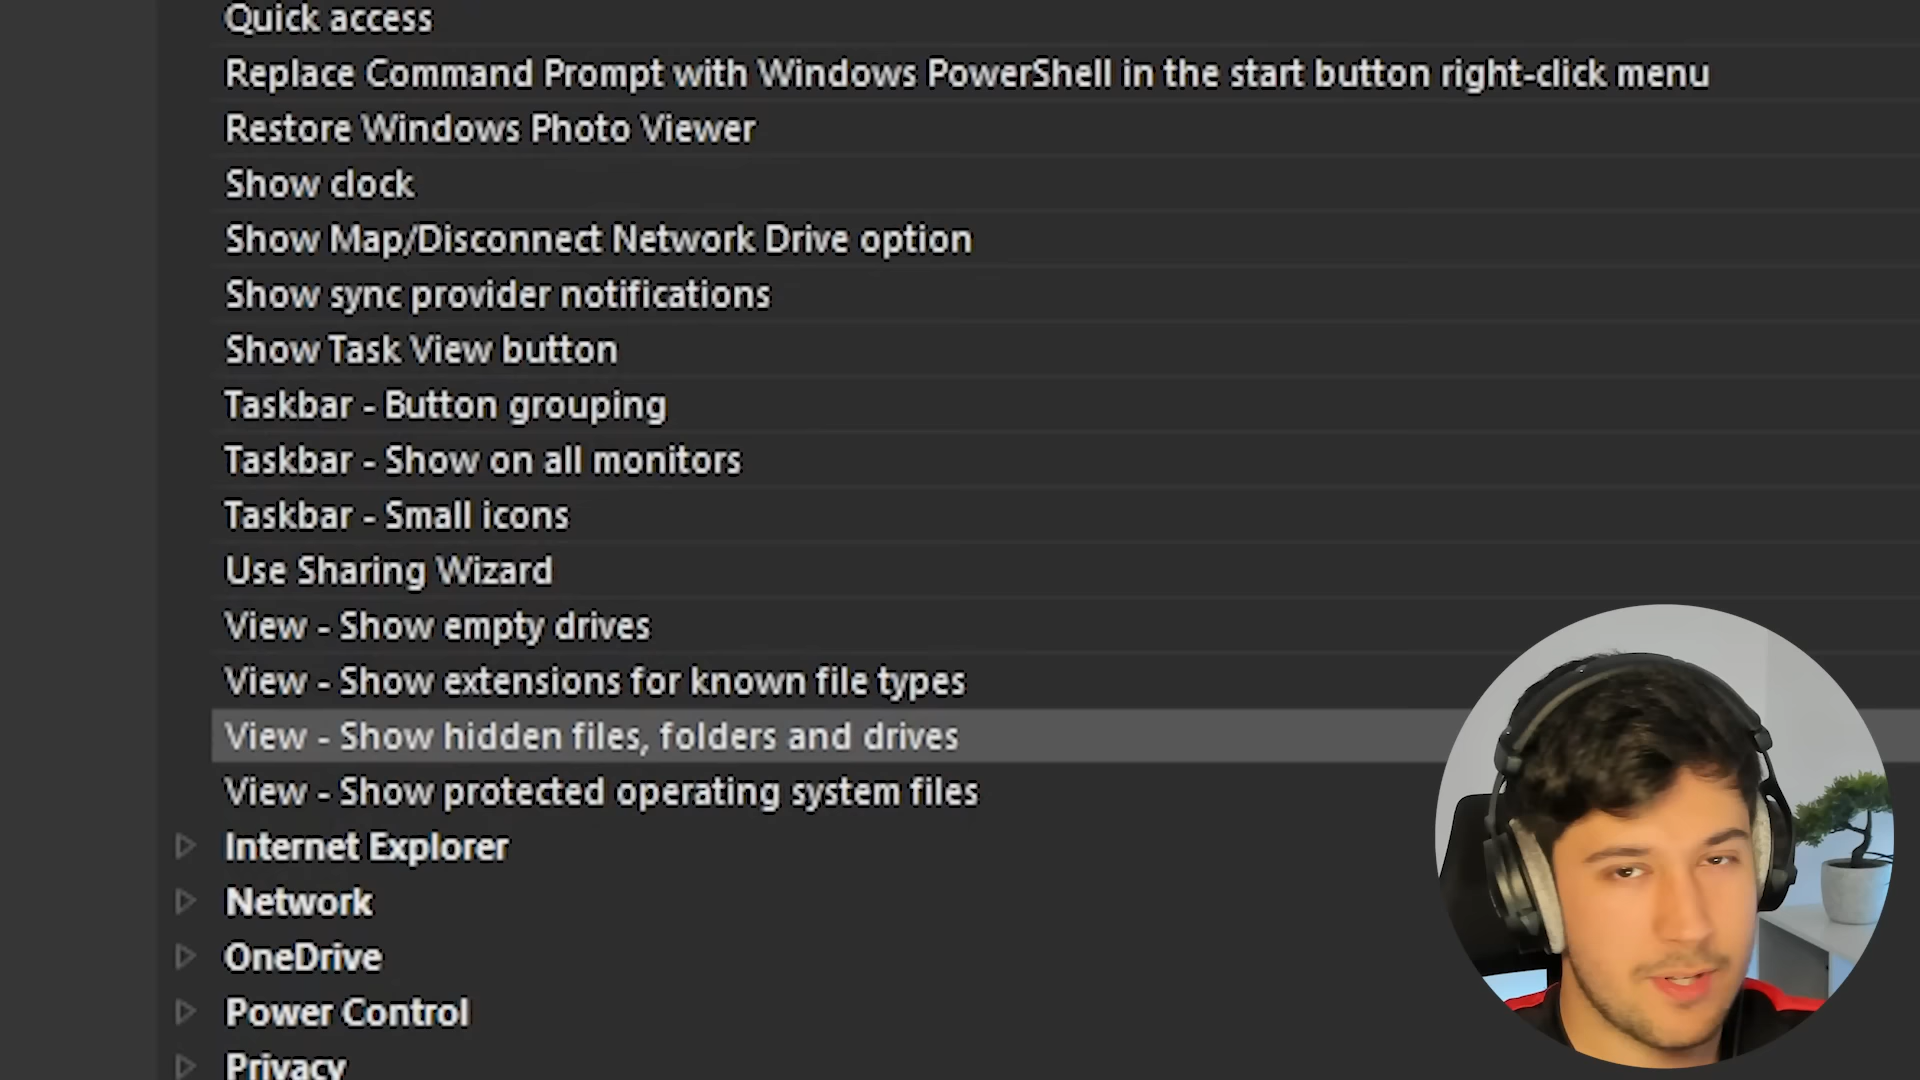 Quick access
Replace Command Prompt with Windows PowerShell in the start button right-click menu
Restore Windows Photo Viewer
Show clock
Show Map/Disconnect Network Drive option
Show sync provider notifications
Show Task View button
Taskbar - Button grouping
Taskbar - Show on all monitors
Taskbar - Small icons
Use Sharing Wizard
View - Show empty drives
View - Show extensions for known file types
View - Show hidden files, folders and drives
View - Show protected operating system files
Internet Explorer
Network
OneDrive
Power Control
Privacy